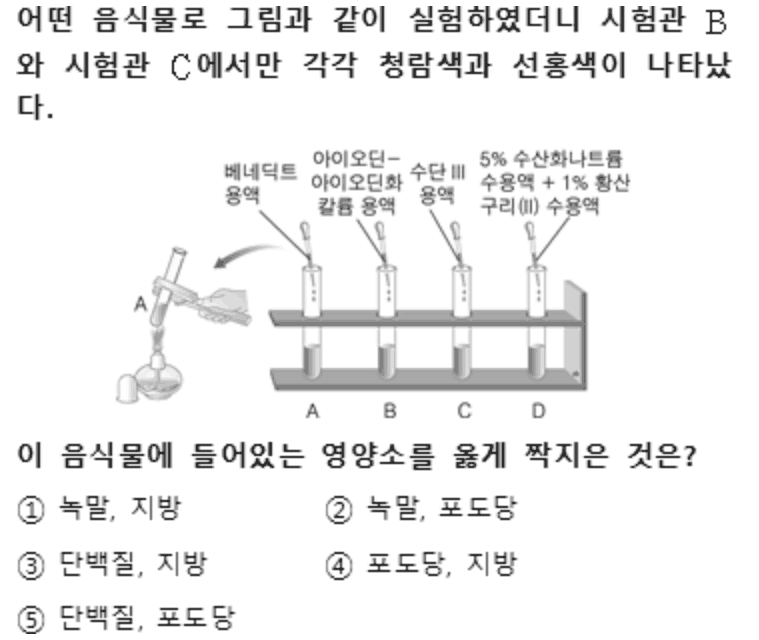 어떤 음식물로 그림과 같이 실험하였더니 시험관 B
와 시험관 C에서만 각각 청람색과 선홍색이 나타났
다.
베네딕트
용액
아이오딘-
아이오딘화
칼륨 용액
수단 III
용액
5% 수산화나트륨
수용액 + 1% 황산
구리(II) 수용액
A
A B C D
이 음식물에 들어있는 영양소를 옳게 짝지은 것은?
① 녹말, 지방 ② 녹말, 포도당
③ 단백질, 지방 ④ 포도당, 지방
⑤ 단백질, 포도당